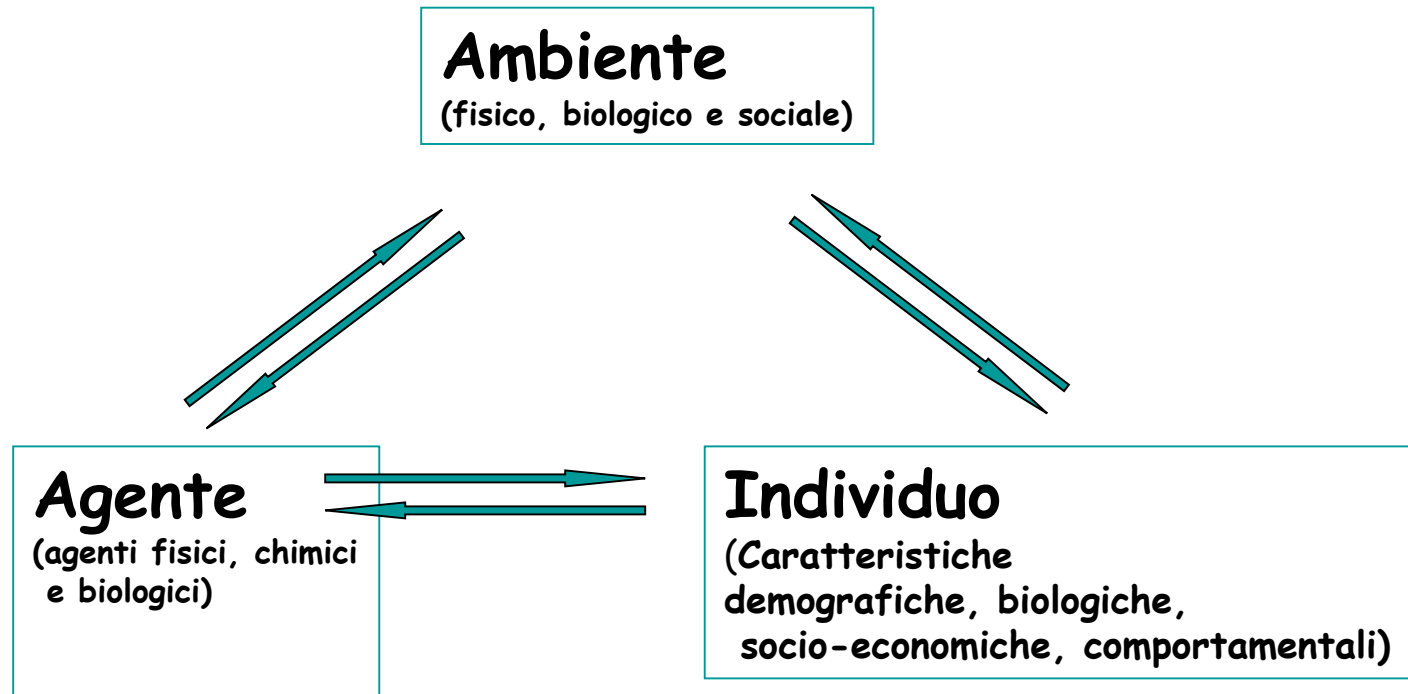 Ambiente
(fisico, biologico e sociale)
Agente
(agenti fisici, chimici
e biologici)
Individuo
(Caratteristiche
demografiche, biologiche,
socio-economiche, comportamentali)